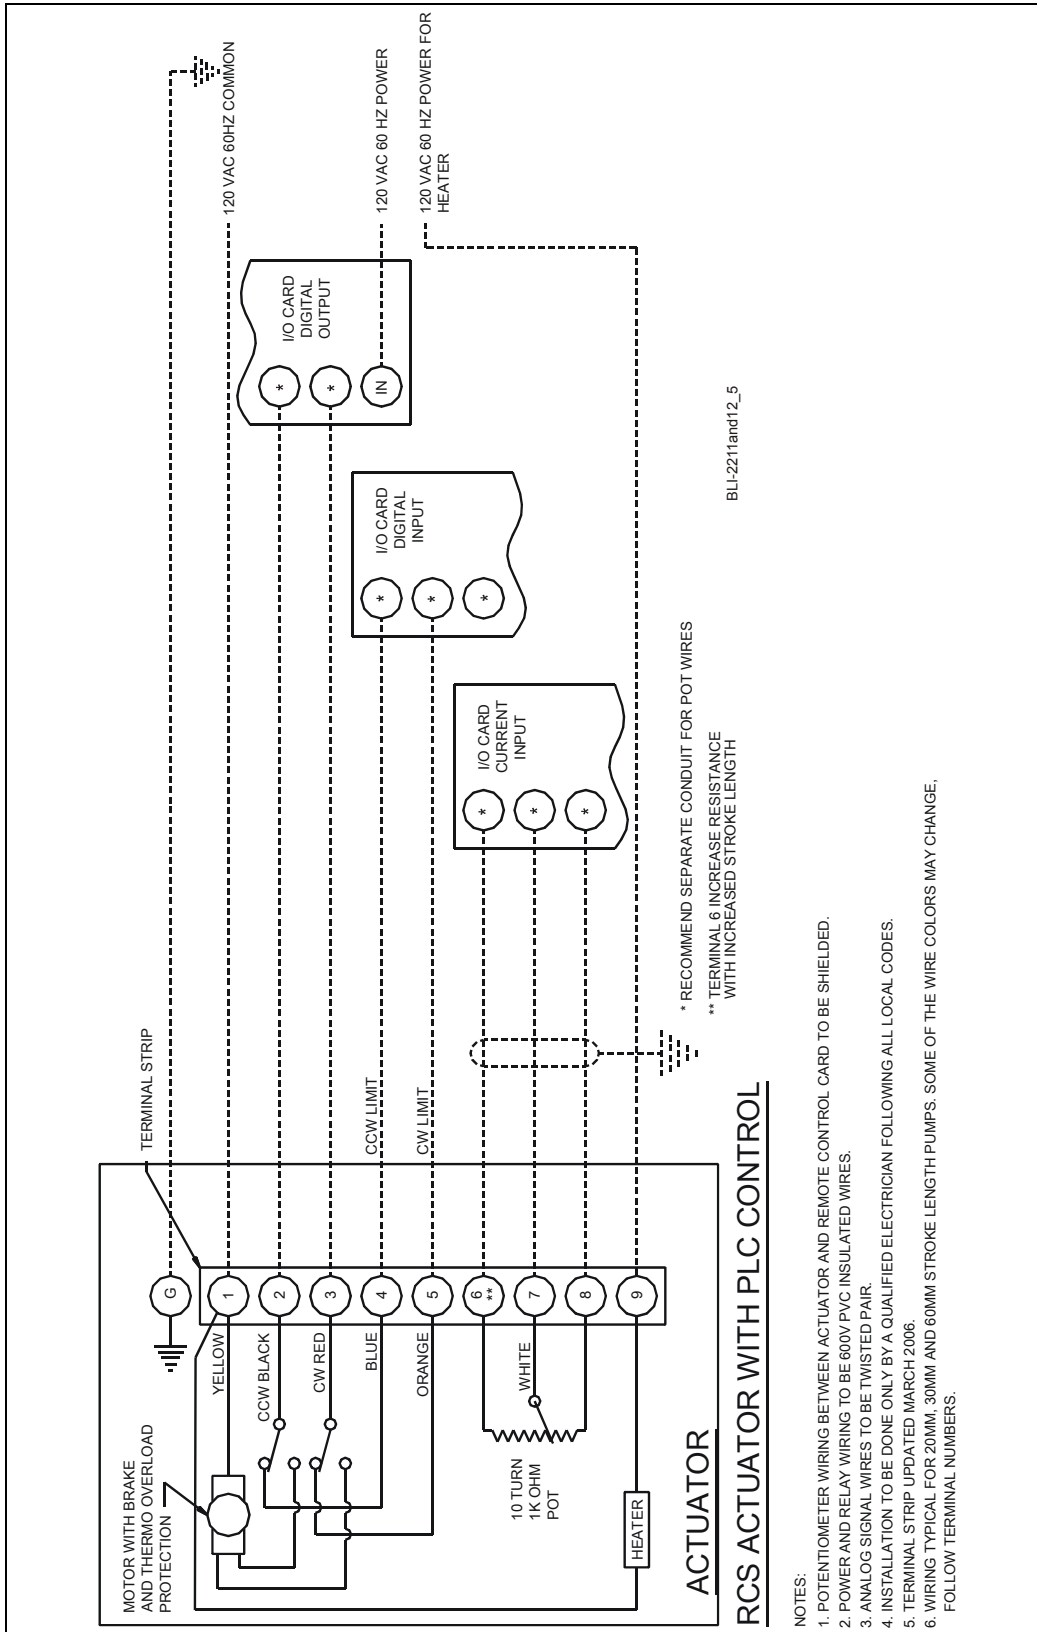 MOTOR WITH BRAKE
AND THERMO OVERLOAD
PROTECTION
TERMINAL STRIP
G
1
2
3
4
5
6
**
7
8
9
YELLOW
CCW BLACK
CW RED
BLUE
ORANGE
WHITE
10 TURN
1K OHM
POT
HEATER
CCW LIMIT
CW LIMIT
I/O CARD
CURRENT
INPUT
*
*
*
I/O CARD
DIGITAL
INPUT
*
*
*
I/O CARD
DIGITAL
OUTPUT
*
*
IN
120 VAC 60HZ COMMON
120 VAC 60 HZ POWER
120 VAC 60 HZ POWER FOR
HEATER
* RECOMMEND SEPARATE CONDUIT FOR POT WIRES
** TERMINAL 6 INCREASE RESISTANCE
WITH INCREASED STROKE LENGTH
BLI-2211and12_5
ACTUATOR
RCS ACTUATOR WITH PLC CONTROL
NOTES:
1. POTENTIOMETER WIRING BETWEEN ACTUATOR AND REMOTE CONTROL CARD TO BE SHIELDED.
2. POWER AND RELAY WIRING TO BE 600V PVC INSULATED WIRES.
3. ANALOG SIGNAL WIRES TO BE TWISTED PAIR.
4. INSTALLATION TO BE DONE ONLY BY A QUALIFIED ELECTRICIAN FOLLOWING ALL LOCAL CODES.
5. TERMINAL STRIP UPDATED MARCH 2006.
6. WIRING TYPICAL FOR 20MM, 30MM AND 60MM STROKE LENGTH PUMPS. SOME OF THE WIRE COLORS MAY CHANGE,
FOLLOW TERMINAL NUMBERS.